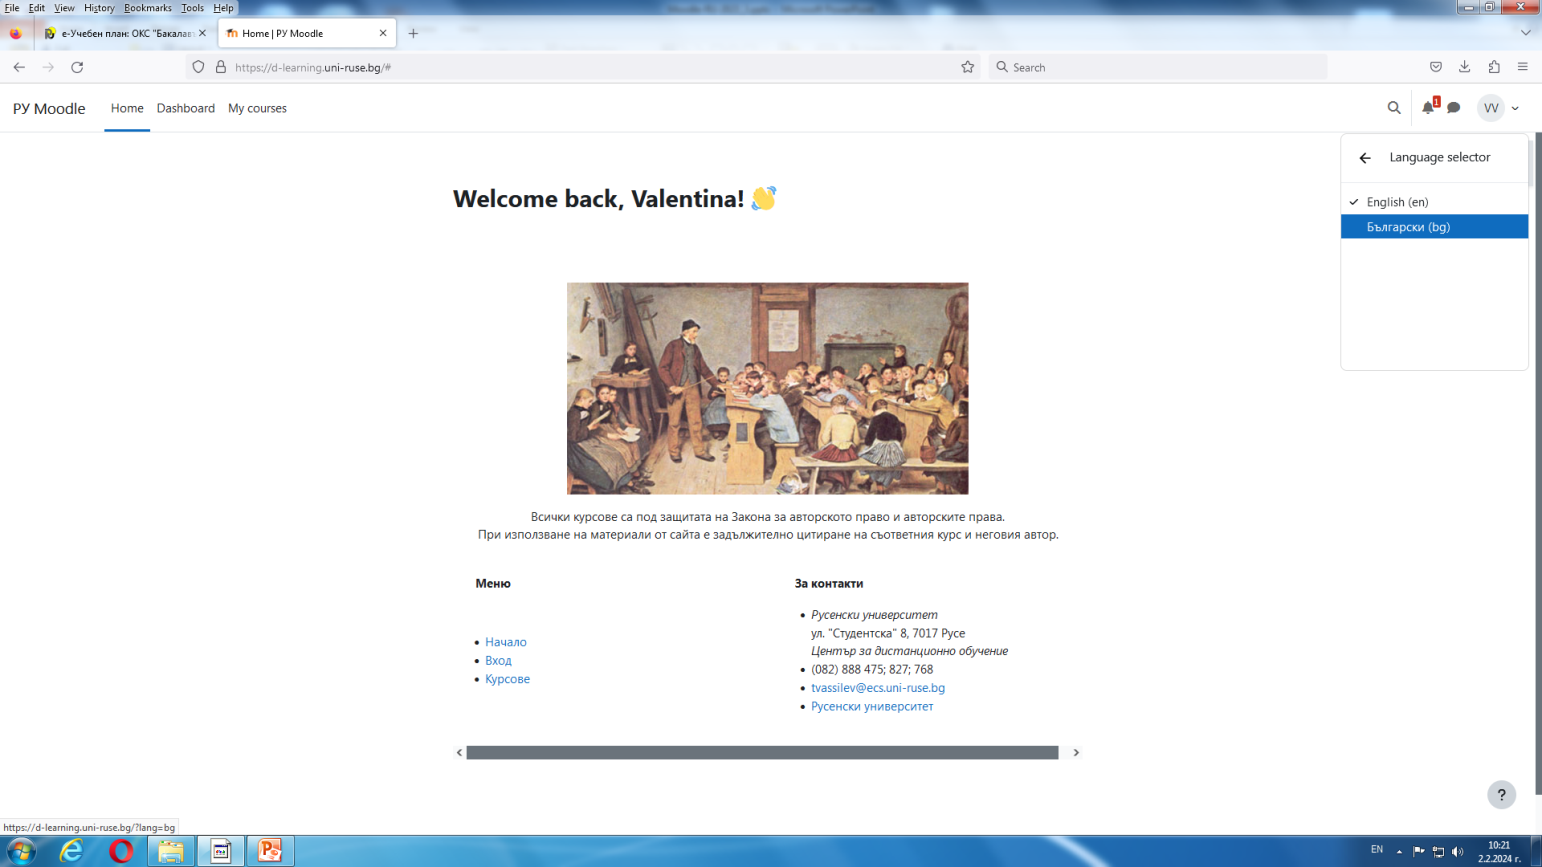 File Edit View History Bookmarks Tools Help
е-Учебен план: ОКС "Бакалав
Home | РУ Moodle
https://d-learning.uni-ruse.bg/#
Search
РУ Moodle Home Dashboard My courses
1
VV
Language selector
English (en)
Български (bg)
Welcome back, Valentina!
Всички курсове са под защитата на Закона за авторското право и авторските права.
При използване на материали от сайта е задължително цитиране на съответния курс и неговия автор.
Меню
Начало
Вход
Курсове
За контакти
Русенски университет
ул. "Студентска" 8, 7017 Русе
Център за дистанционно обучение
(082) 888 475; 827; 768
tvassilev@ecs.uni-ruse.bg
Русенски университет
?
https://d-learning.uni-ruse.bg/?lang=bg
EN
10:21
2.2.2024 г.